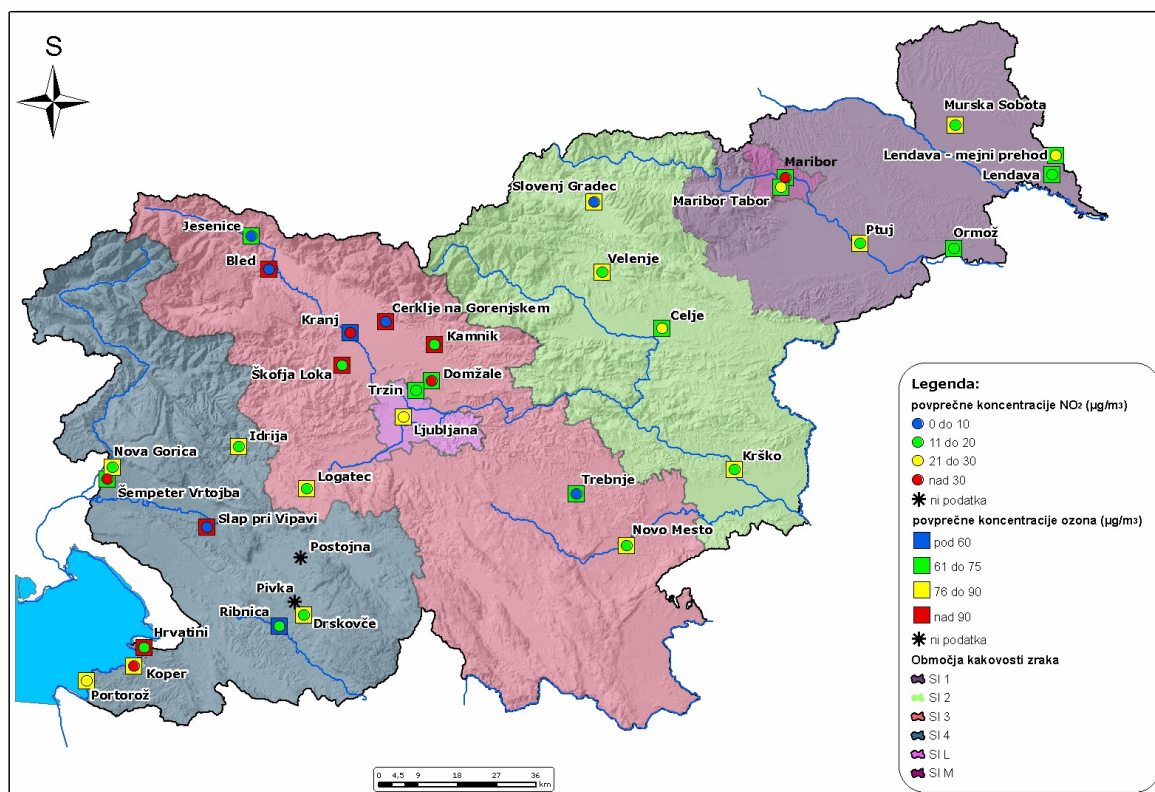 S
Murska Sobota
Lendava - mejni prehod
Maribor
Lendava
Slovenj Gradec
Maribor Tabor
Jesenice
Ptuj
Ormož
Bled
Velenje
Cerklje na Gorenjskem
Kranj
Celje
Kamnik
Škofja Loka
Domžale
Trzin
Ljubljana
Idrija
Nova Gorica
Krško
Šempeter Vrtojba
Logatec
Trebnje
Slap pri Vipavi
Novo Mesto
Postojna
Pivka
Ribnica
Drskovče
Hrvatini
Koper
Portorož
Legenda:
povprečne koncentracije NO2 (µg/m3)
0 do 10
11 do 20
21 do 30
nad 30
ni podatka
povprečne koncentracije ozona (µg/m3)
pod 60
61 do 75
76 do 90
nad 90
ni podatka
Območja kakovosti zraka
SI 1
SI 2
SI 3
SI 4
SI L
SI M
0 4,5 9 18 27 36
km